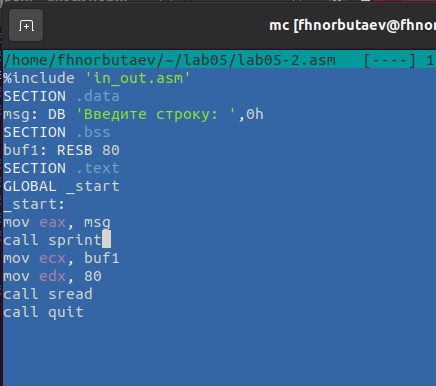 mc [fhnorbutaev@fhnor
/home/fhnorbutaev/~/lab05/lab05-2.asm [----] 1
%include 'in_out.asm'
SECTION .data
msg: DB 'Введите строку: ',0h
SECTION .bss
buf1: RESB 80
SECTION .text
GLOBAL _start
_start:
mov eax, msg
call sprint
mov ecx, buf1
mov edx, 80
call sread
call quit